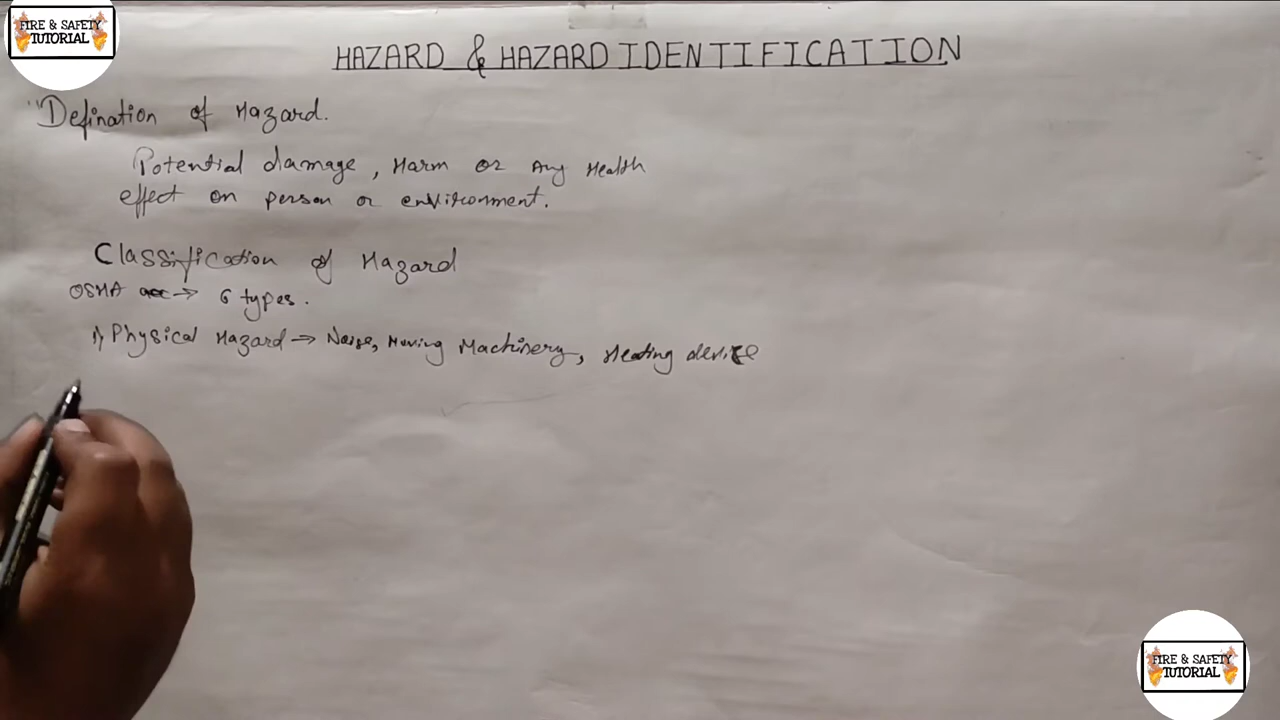 FIRE & SAFETY
TUTORIAL
HAZARD & HAZARD IDENTIFICATION
"Defination of Hazard.
Potential damage, Harm or Any Health
effect on person or environment.
Classification of Hazard
OSHA → 6 types.
1) Physical Hazard → Noise, Moving Machinery, Heating device
FIRE & SAFETY
TUTORIAL